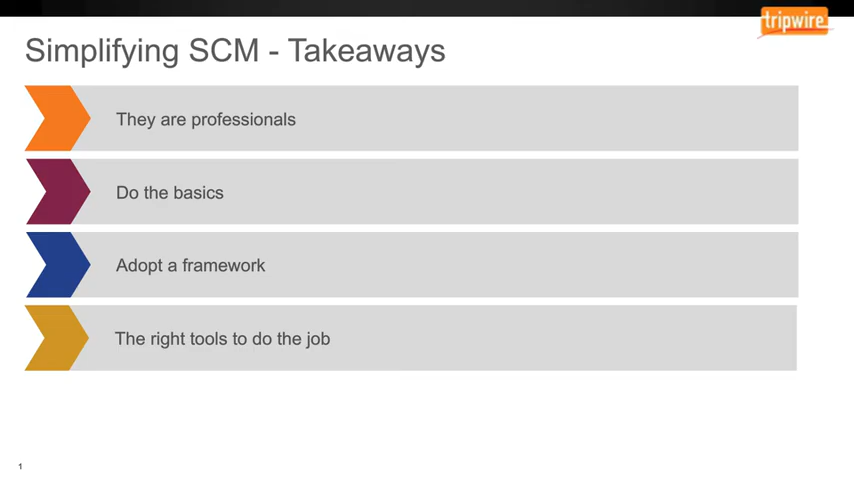 tripwire
Simplifying SCM - Takeaways
They are professionals
Do the basics
Adopt a framework
The right tools to do the job
1